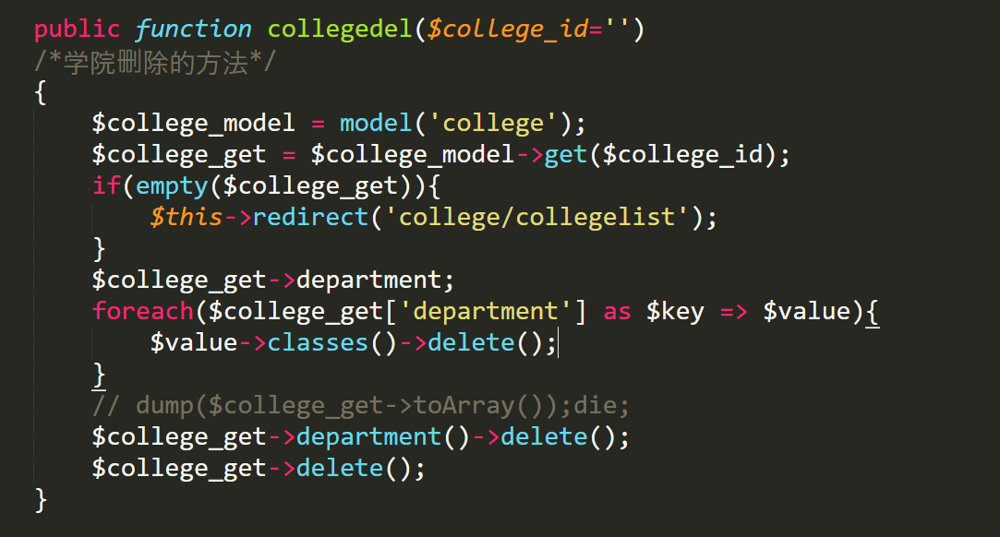 public function collegedel($college_id='')
/*学院删除的方法*/
{
    $college_model = model('college');
    $college_get = $college_model->get($college_id);
    if(empty($college_get)){
        $this->redirect('college/collegelist');
    }
    $college_get->department;
    foreach($college_get['department'] as $key => $value){
        $value->classes()->delete();
    }
    // dump($college_get->toArray());die;
    $college_get->department()->delete();
    $college_get->delete();
}